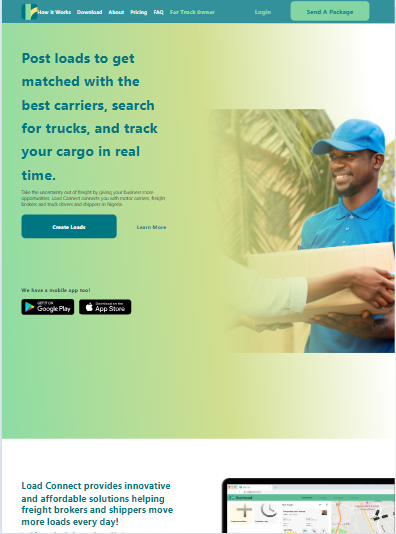 How it Works Download About Pricing FAQ For Truck Owner Login Send A Package
Post loads to get
matched with the
best carriers, search
for trucks, and track
your cargo in real
time.
Take the uncertainty out of freight by giving your business more
opportunities. Load Connect connects you with motor carriers, freight
brokers and truck drivers and shippers in Nigeria.
Create Loads Learn More
We have a mobile app too!
GET IT ON
Google Play
Download on the
App Store
Load Connect provides innovative
and affordable solutions helping
freight brokers and shippers move
more loads every day!